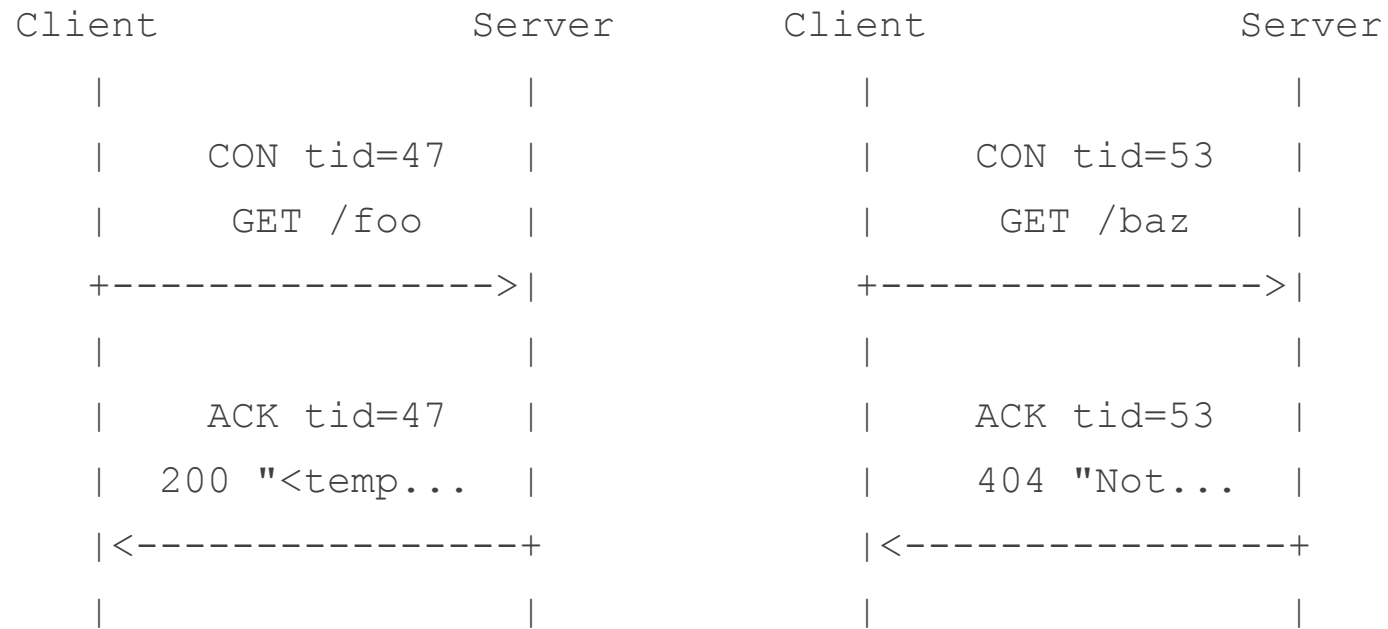 Client                   Server       Client                   Server
   |                 |             |                 |
   |    CON tid=47   |             |    CON tid=53   |
   |     GET /foo    |             |     GET /baz    |
   +---------------->|             +---------------->|
   |                 |             |                 |
   |    ACK tid=47   |             |    ACK tid=53   |
   |  200 "<temp...  |             |    404 "Not...  |
   |<----------------+             |<----------------+
   |                 |             |                 |